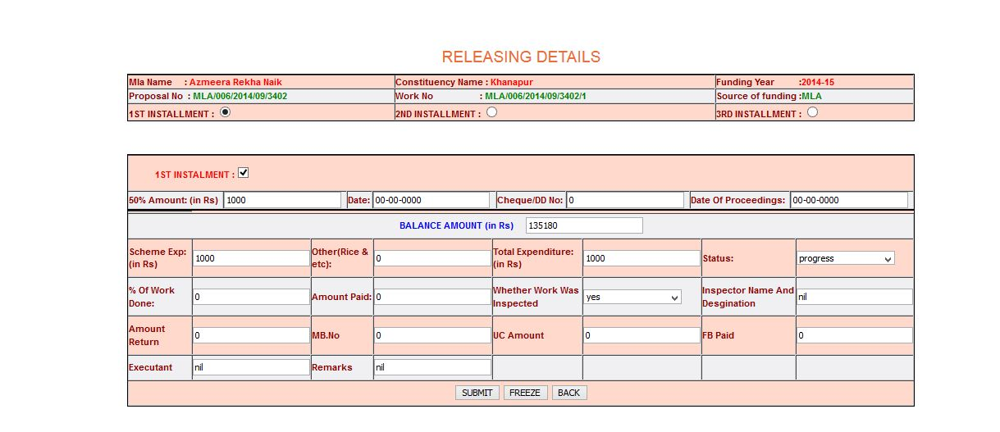 RELEASING DETAILS
Mla Name : Azmeera Rekha Naik Constituency Name : Khanapur Funding Year :2014-15
Proposal No : MLA/006/2014/09/3402 Work No : MLA/006/2014/09/3402/1 Source of funding :MLA
1ST INSTALLMENT : 2ND INSTALLMENT : 3RD INSTALLMENT :
1ST INSTALMENT :
50% Amount: (in Rs) 1000 Date: 00-00-0000 Cheque/DD No: 0 Date Of Proceedings: 00-00-0000
BALANCE AMOUNT (in Rs) 135180
Scheme Exp: (in Rs) 1000 Other(Rice & etc): 0 Total Expenditure: (in Rs) 1000 Status: progress
% Of Work Done: 0 Amount Paid: 0 Whether Work Was Inspected yes Inspector Name And Desgination nil
Amount Return 0 MB.No 0 UC Amount 0 FB Paid 0
Executant nil Remarks nil
SUBMIT FREEZE BACK